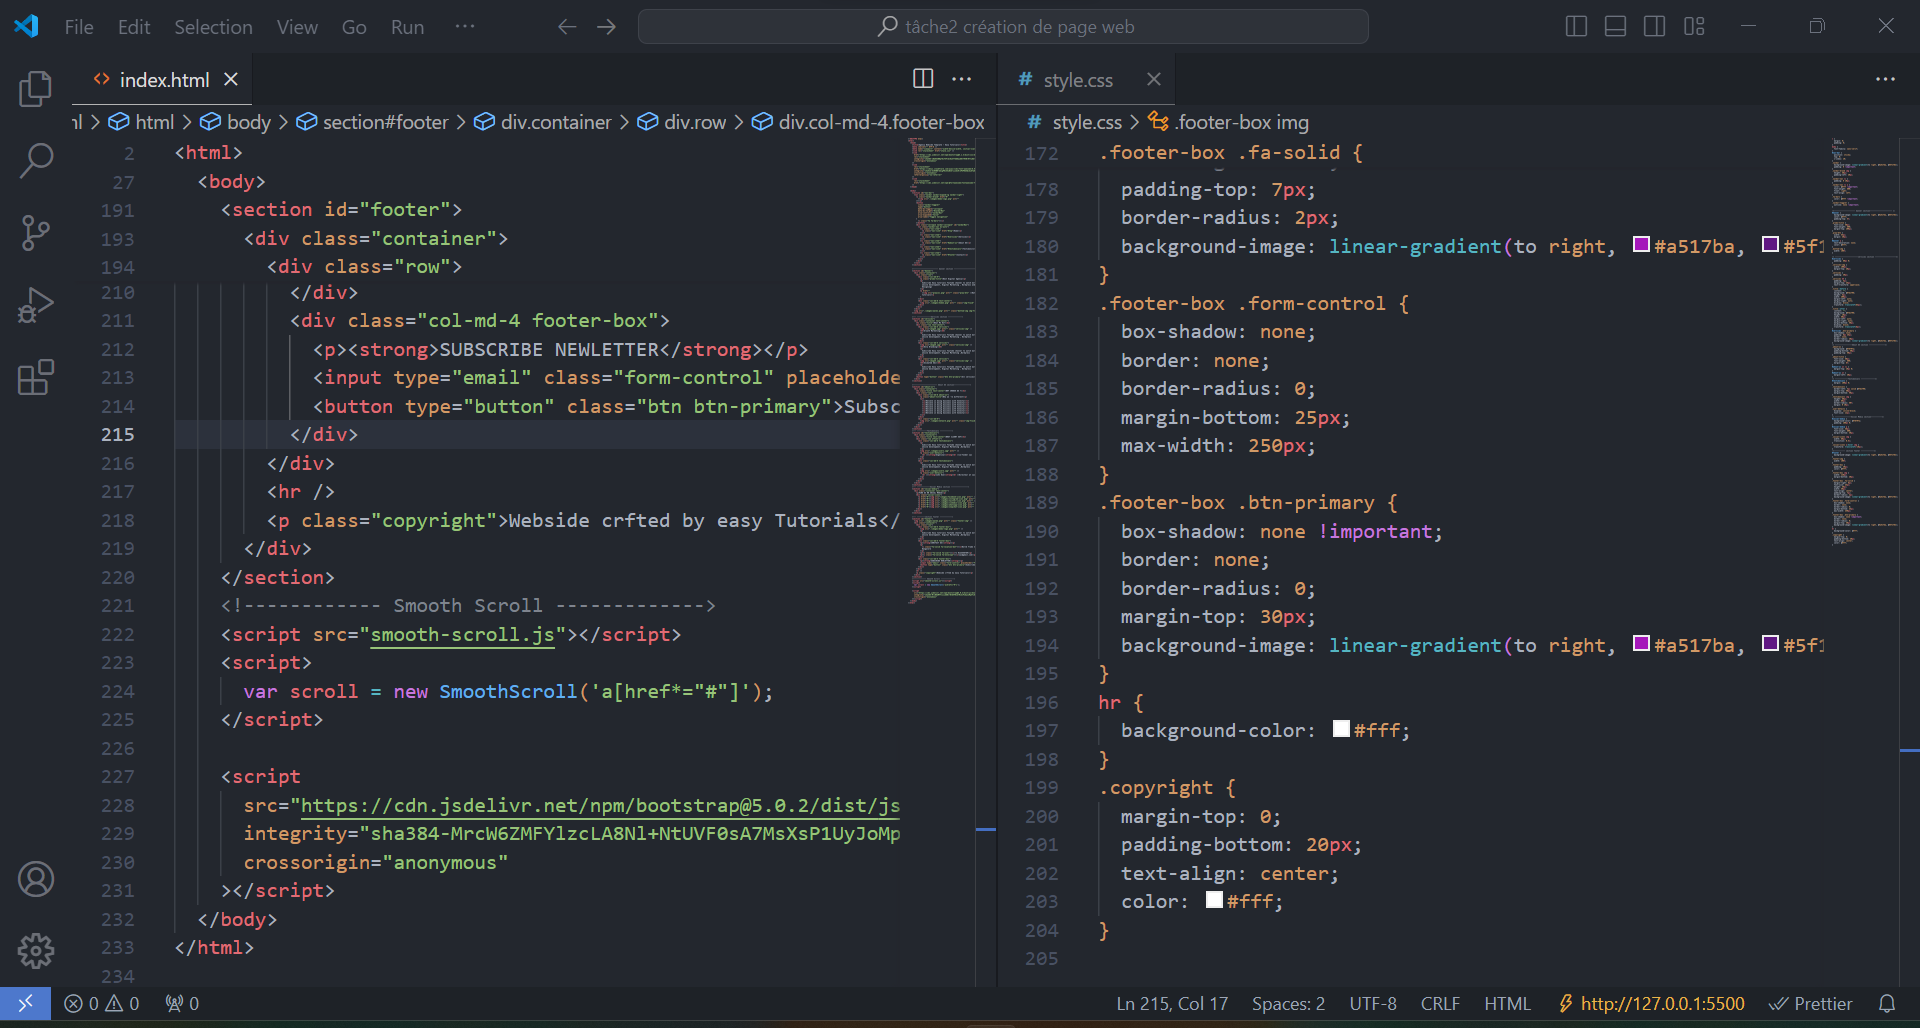 File Edit Selection View Go Run ···
tâche2 création de page web
index.html
html > body > section#footer > div.container > div.row > div.col-md-4.footer-box
2 <html>
27 <body>
191 <section id="footer">
193 <div class="container">
194 <div class="row">
210 </div>
211 <div class="col-md-4 footer-box">
212 <p><strong>SUBSCRIBE NEWLETTER</strong></p>
213 <input type="email" class="form-control" placeholde
214 <button type="button" class="btn btn-primary">Subsc
215 </div>
216 </div>
217 <hr />
218 <p class="copyright">Webside crfted by easy Tutorials</
219 </div>
220 </section>
221 <!------------ Smooth Scroll ------------->
222 <script src="smooth-scroll.js"></script>
223 <script>
224 var scroll = new SmoothScroll('a[href*="#"]');
225 </script>
226
227 <script
228 src="https://cdn.jsdelivr.net/npm/bootstrap@5.0.2/dist/js
229 integrity="sha384-MrcW6ZMFYlzcLA8Nl+NtUVF0sA7MsXsP1UyJoMp
230 crossorigin="anonymous"
231 ></script>
232 </body>
233 </html>
234
# style.css
# style.css > .footer-box img
172 .footer-box .fa-solid {
178 padding-top: 7px;
179 border-radius: 2px;
180 background-image: linear-gradient(to right, #a517ba, #5f1
181 }
182 .footer-box .form-control {
183 box-shadow: none;
184 border: none;
185 border-radius: 0;
186 margin-bottom: 25px;
187 max-width: 250px;
188 }
189 .footer-box .btn-primary {
190 box-shadow: none !important;
191 border: none;
192 border-radius: 0;
193 margin-top: 30px;
194 background-image: linear-gradient(to right, #a517ba, #5f1
195 }
196 hr {
197 background-color: #fff;
198 }
199 .copyright {
200 margin-top: 0;
201 padding-bottom: 20px;
202 text-align: center;
203 color: #fff;
204 }
205
0 0 0 Ln 215, Col 17 Spaces: 2 UTF-8 CRLF HTML http://127.0.0.1:5500 Prettier